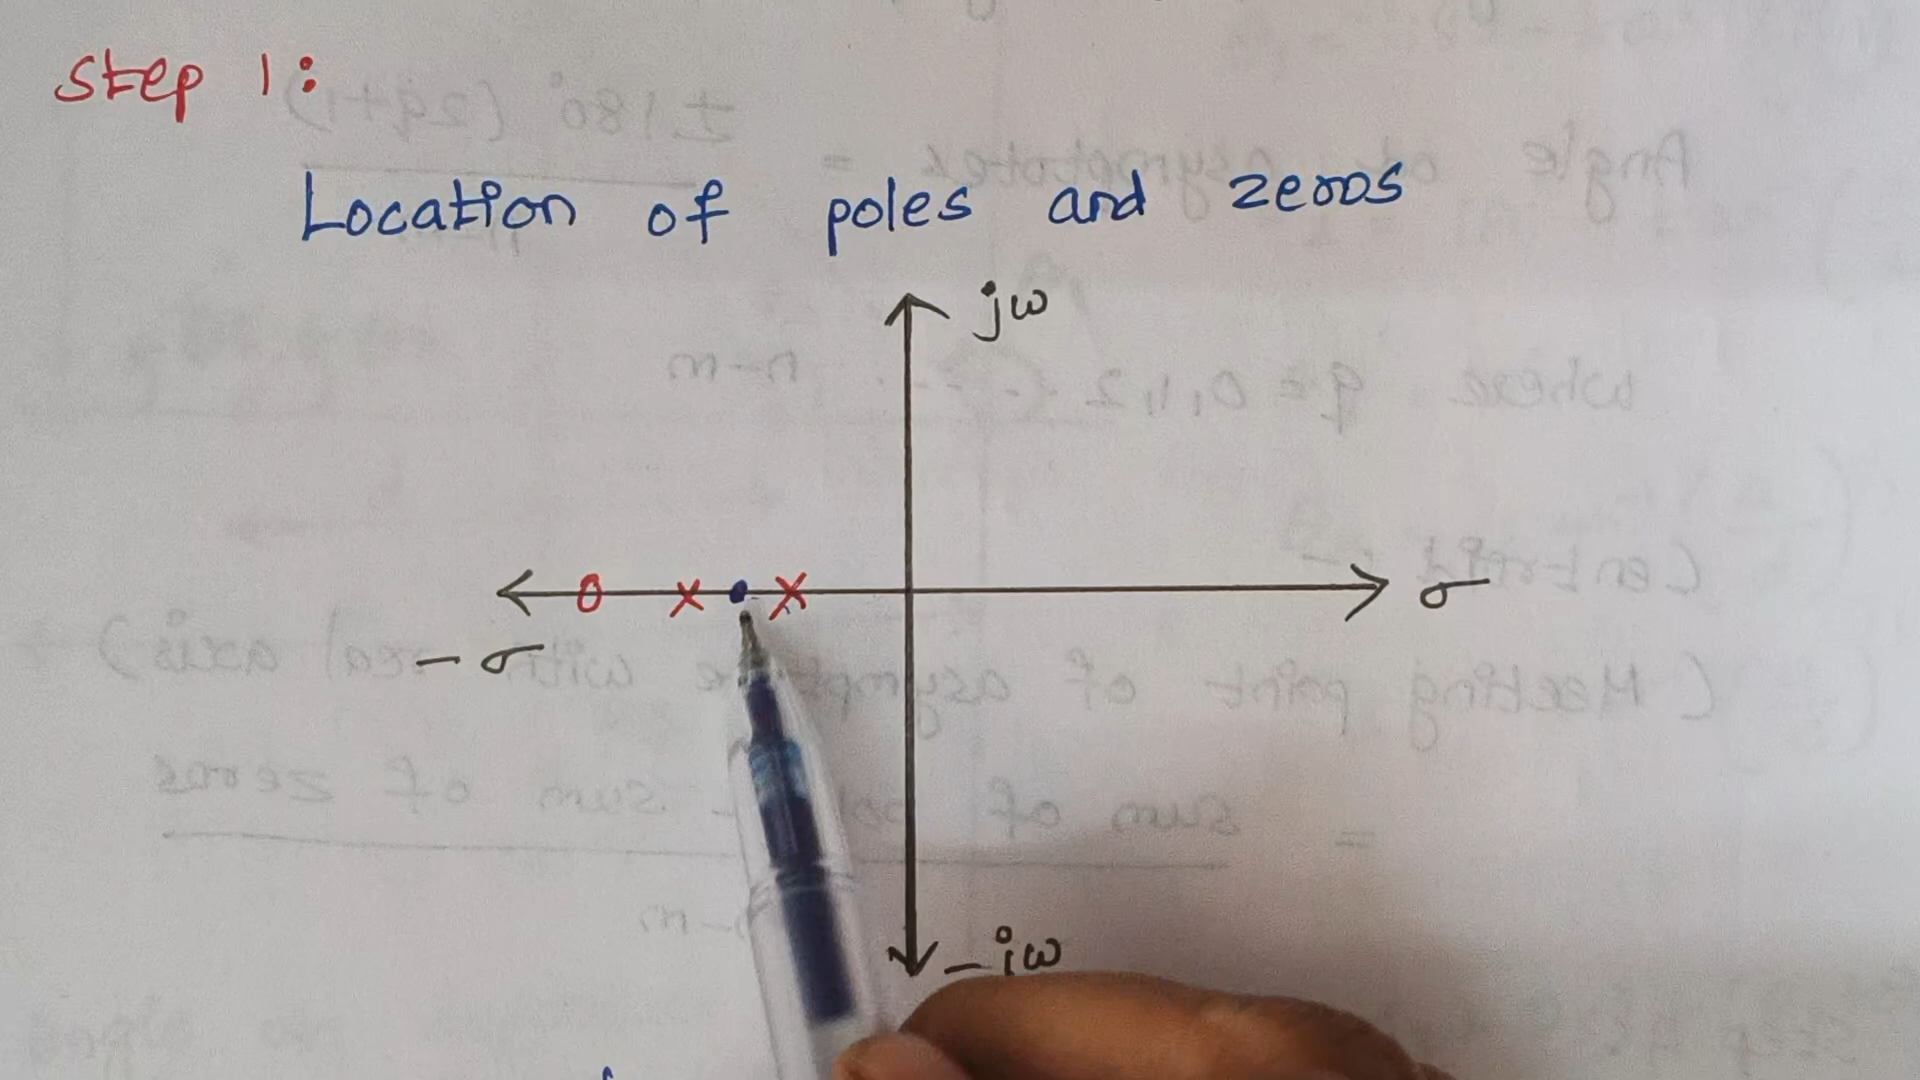 Step 1:
Location of poles and zeros
jω
σ
-σ
-jω